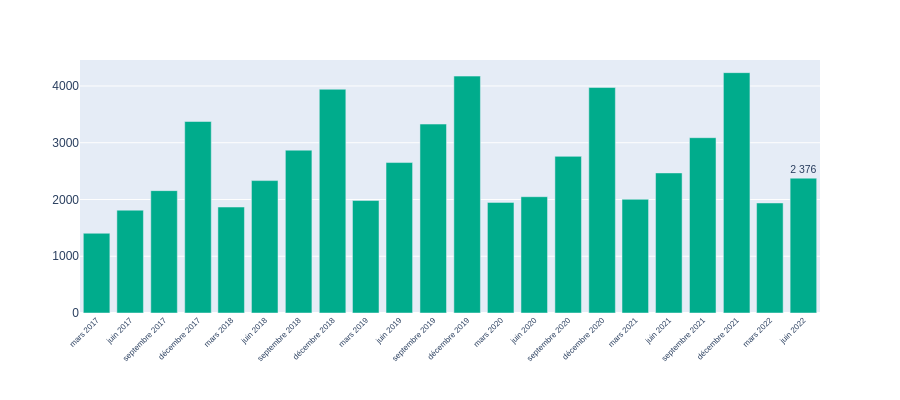 4000
3000
2000
1000
0
2 376
mars 2017
juin 2017
septembre 2017
décembre 2017
mars 2018
juin 2018
septembre 2018
décembre 2018
mars 2019
juin 2019
septembre 2019
décembre 2019
mars 2020
juin 2020
septembre 2020
décembre 2020
mars 2021
juin 2021
septembre 2021
décembre 2021
mars 2022
juin 2022